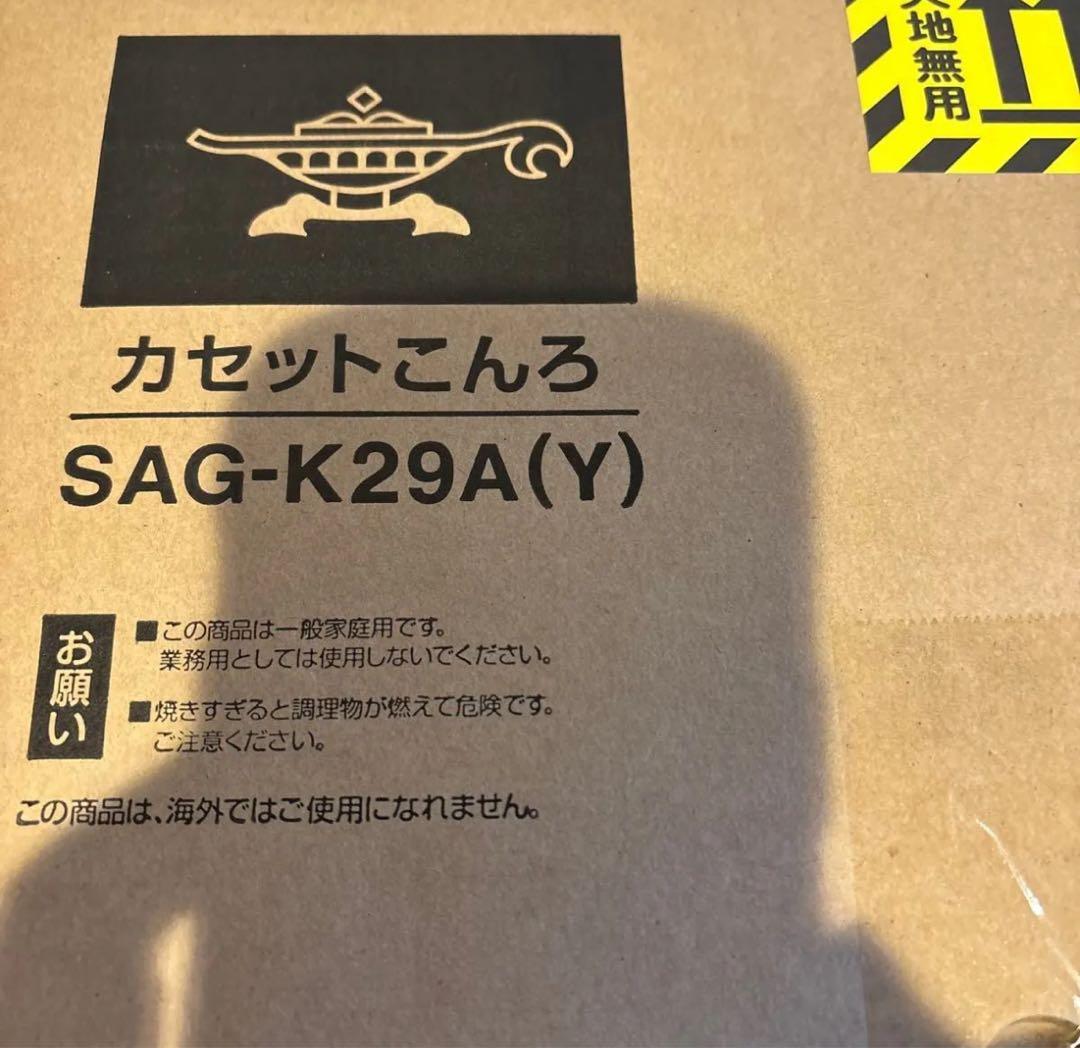 天地無用
カセットこんろ
SAG-K29A(Y)
お願い
■この商品は一般家庭用です。
業務用としては使用しないでください。
■焼きすぎると調理物が燃えて危険です。
ご注意ください。
この商品は、海外ではご使用になれません。